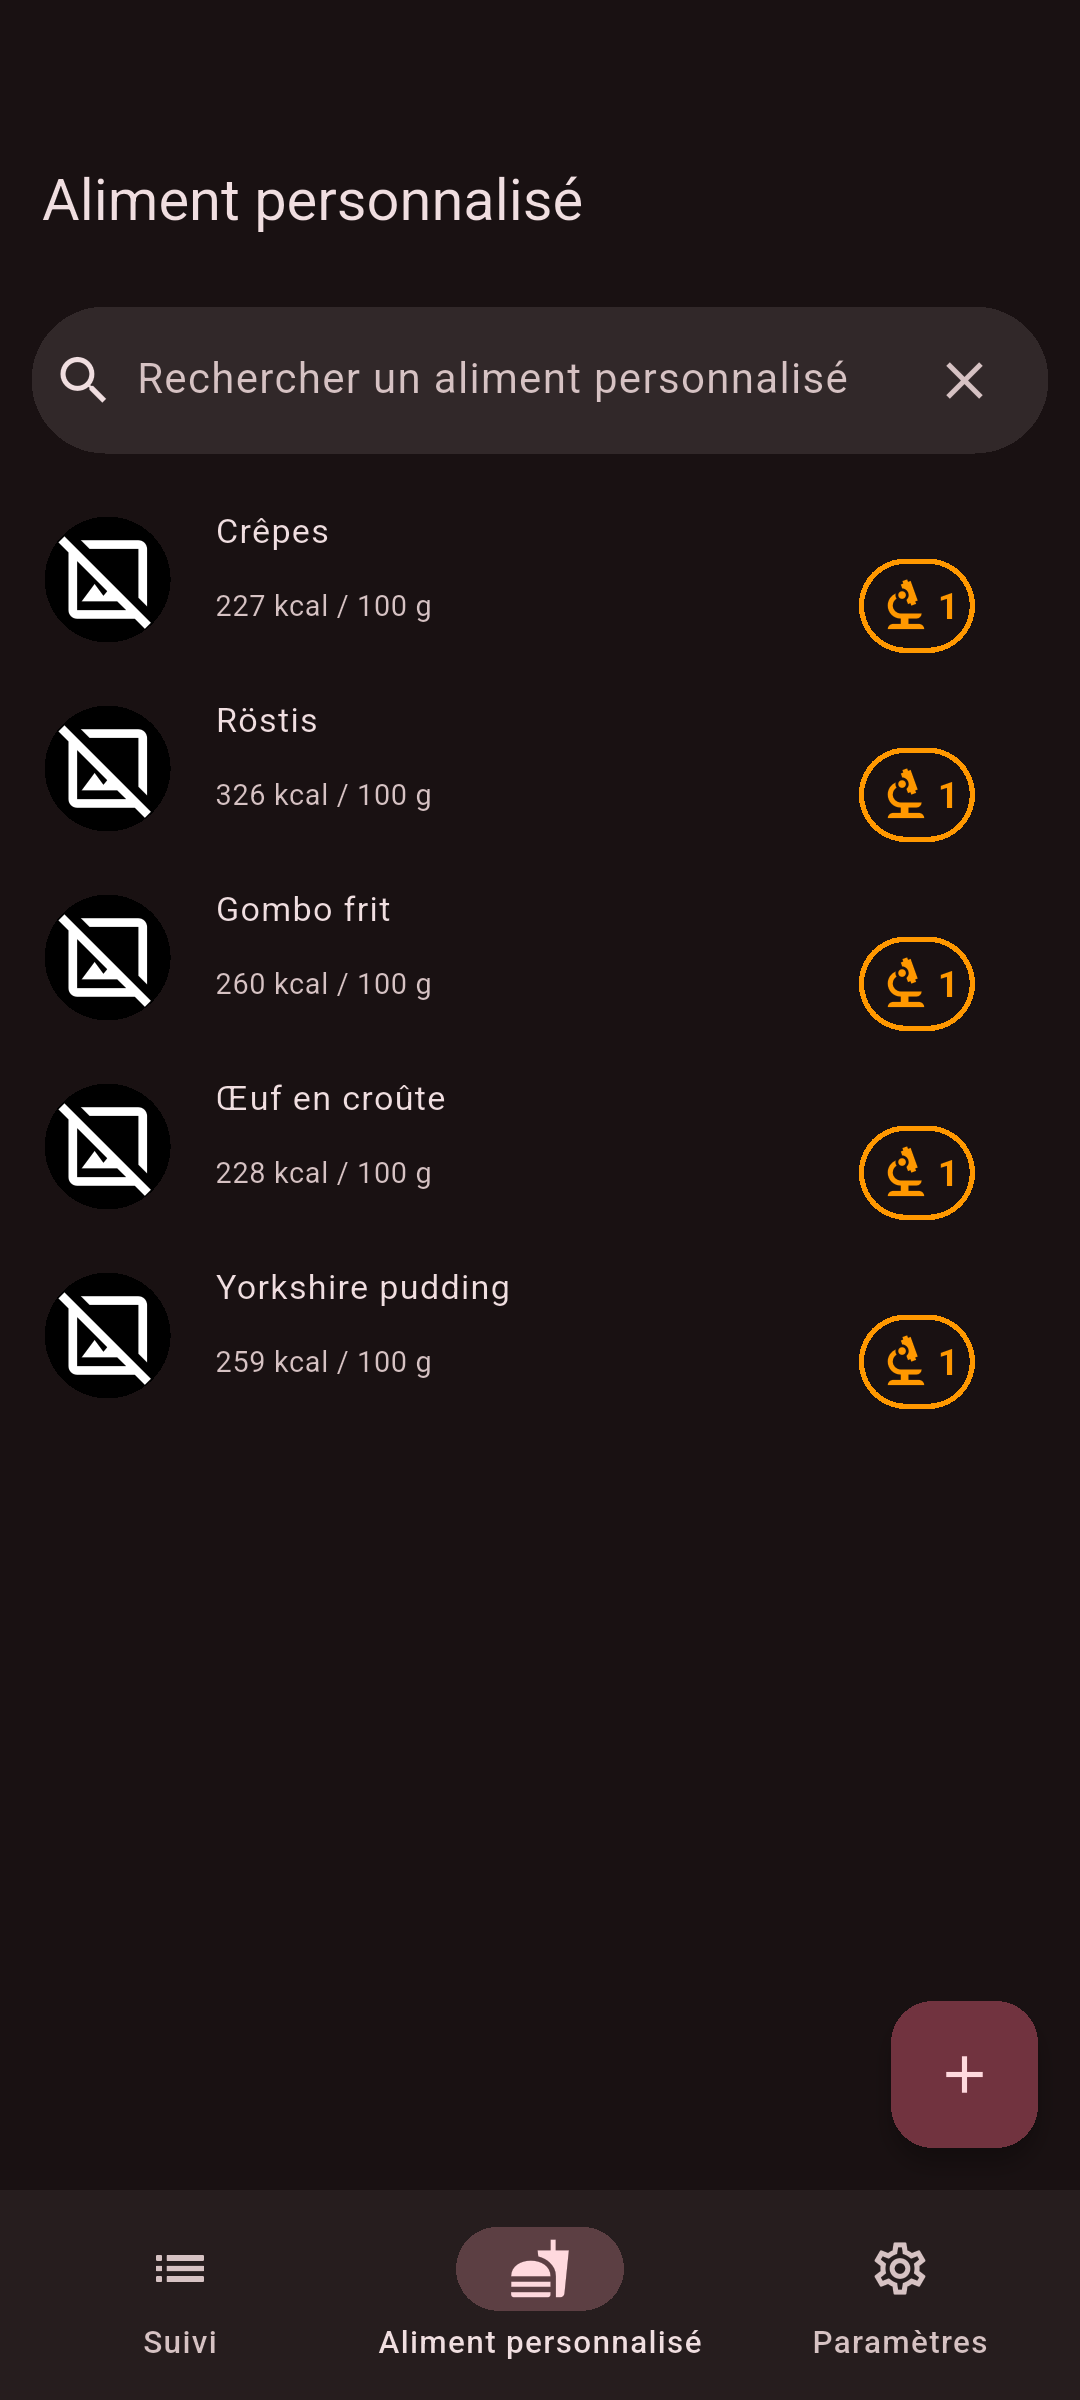 Aliment personnalisé
Rechercher un aliment personnalisé
Crêpes
227 kcal / 100 g
1
Röstis
326 kcal / 100 g
1
Gombo frit
260 kcal / 100 g
1
Œuf en croûte
228 kcal / 100 g
1
Yorkshire pudding
259 kcal / 100 g
1
Suivi
Aliment personnalisé
Paramètres